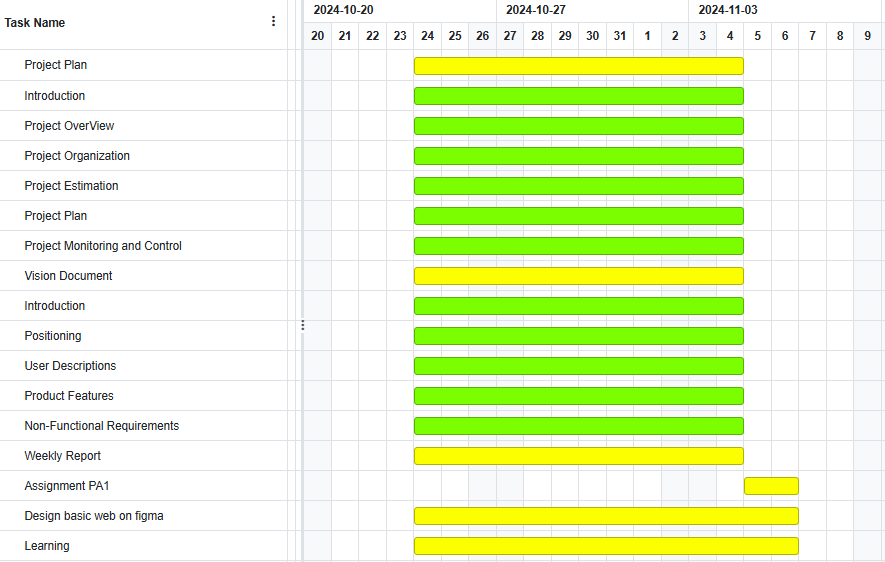 2024-10-20 2024-10-27 2024-11-03
Task Name
20 21 22 23 24 25 26 27 28 29 30 31 1 2 3 4 5 6 7 8 9
Project Plan
Introduction
Project OverView
Project Organization
Project Estimation
Project Plan
Project Monitoring and Control
Vision Document
Introduction
Positioning
User Descriptions
Product Features
Non-Functional Requirements
Weekly Report
Assignment PA1
Design basic web on figma
Learning